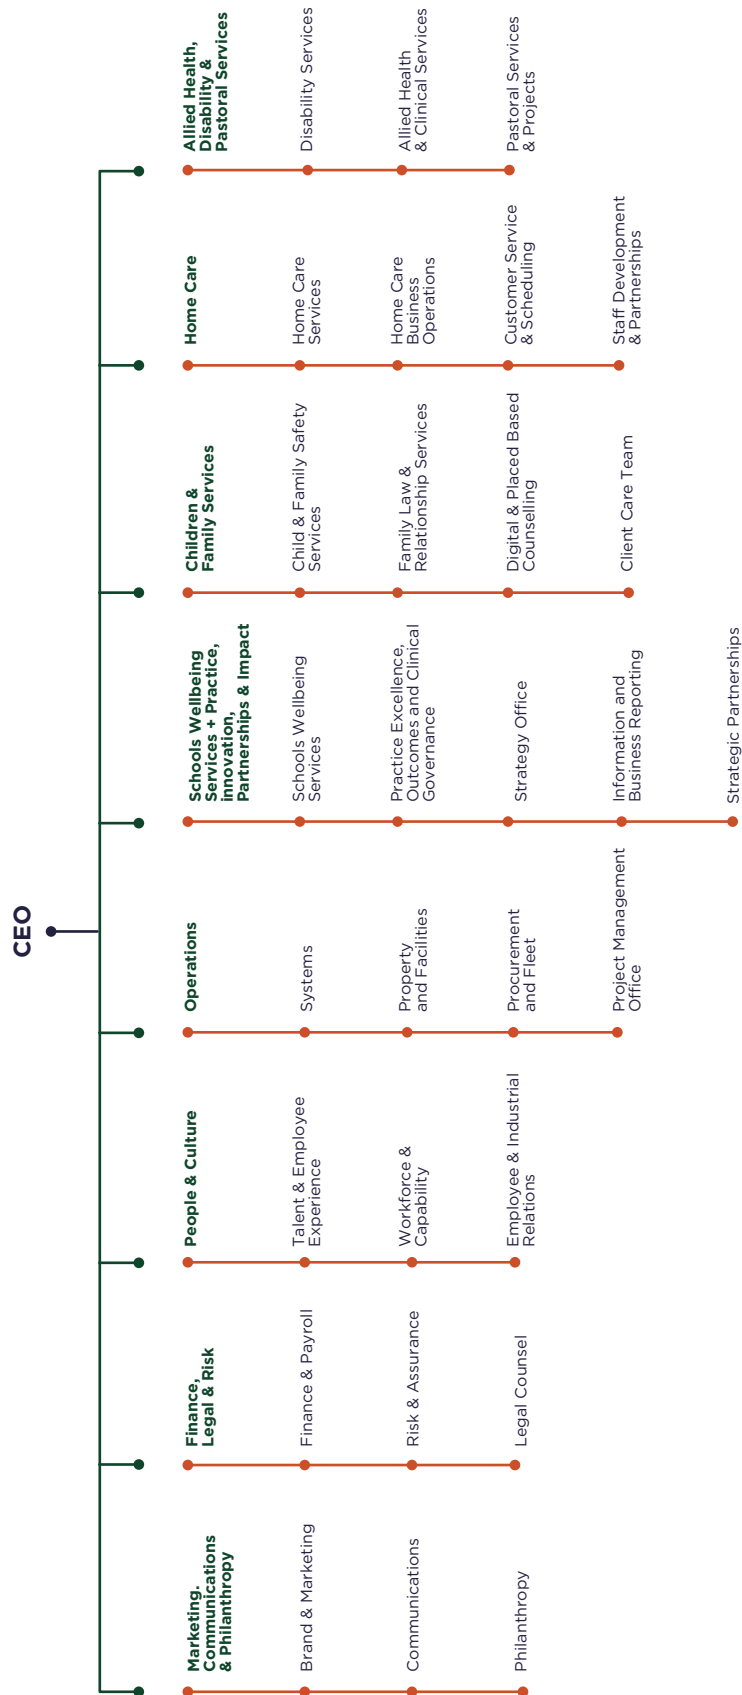 CEO
Marketing.
Communications
& Philanthropy
Brand & Marketing
Communications
Philanthropy
Finance,
Legal & Risk
Finance & Payroll
Risk & Assurance
Legal Counsel
People & Culture
Talent & Employee
Experience
Workforce &
Capability
Employee & Industrial
Relations
Operations
Systems
Property
and Facilities
Procurement
and Fleet
Project Management
Office
Schools Wellbeing
Services + Practice,
innovation,
Partnerships & Impact
Schools Wellbeing
Services
Practice Excellence,
Outcomes and Clinical
Governance
Strategy Office
Information and
Business Reporting
Strategic Partnerships
Children &
Family Services
Child & Family Safety
Services
Family Law &
Relationship Services
Digital & Placed Based
Counselling
Client Care Team
Home Care
Home Care
Services
Home Care
Business
Operations
Customer Service
& Scheduling
Staff Development
& Partnerships
Allied Health,
Disability &
Pastoral Services
Disability Services
Allied Health
& Clinical Services
Pastoral Services
& Projects